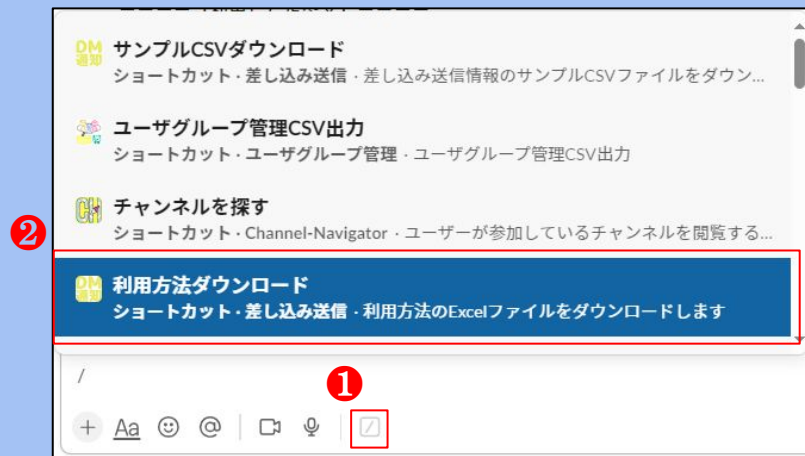 DM通知 サンプルCSVダウンロード
ショートカット · 差し込み送信 · 差し込み送信情報のサンプルCSVファイルをダウン...
ユーザグループ管理CSV出力
ショートカット · ユーザグループ管理 · ユーザグループ管理CSV出力
CH チャンネルを探す
ショートカット · Channel-Navigator · ユーザーが参加しているチャンネルを閲覧する...
❷
DM通知 利用方法ダウンロード
ショートカット · 差し込み送信 · 利用方法のExcelファイルをダウンロードします
/
❶
+ Aa @ /